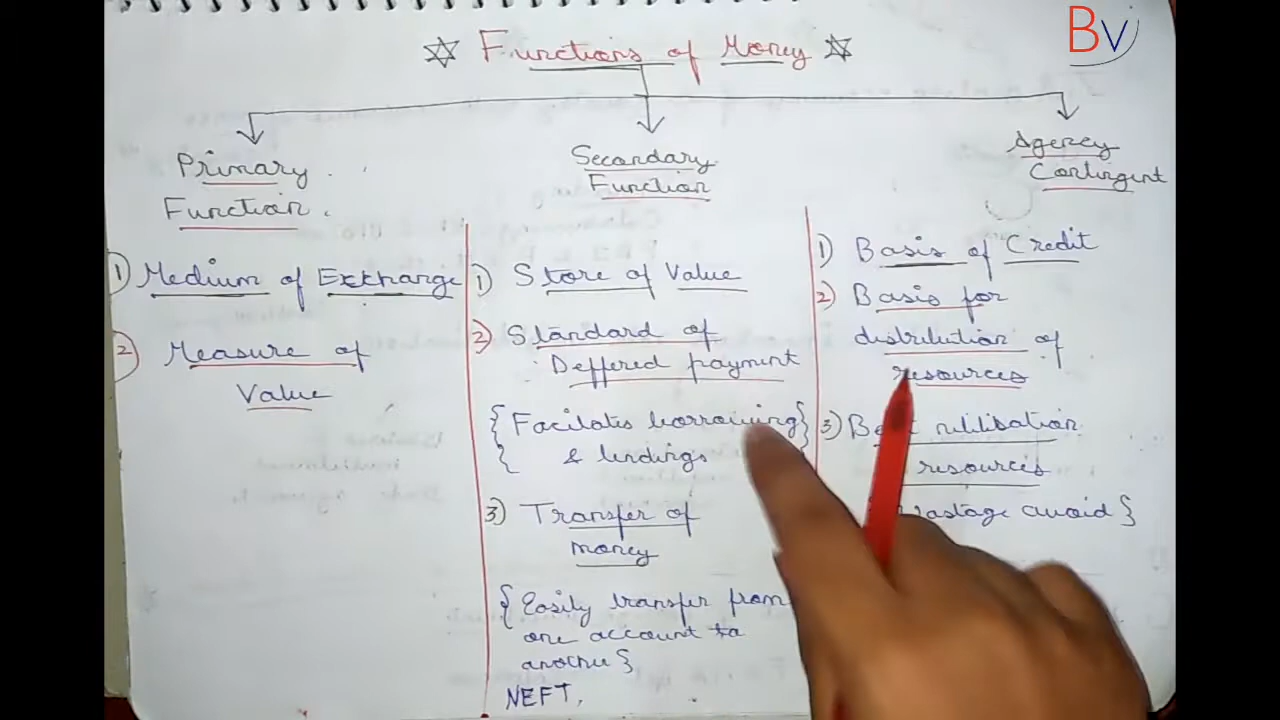 BV
☆ Functions of Money ☆
Primary
Function.
1) Medium of Exchange
2) Measure of
Value
Secondary
Function
1) Store of Value
2) Standard of
Deffered payment
{Facilates borrowing}
{ & lendings
3) Transfer of
money
{Easily transfer from
one account to
another}
NEFT,
Agency
Contingent
1) Basis of Credit
2) Basis for
distribution of
resources
3) utilisation
resources
avoid}